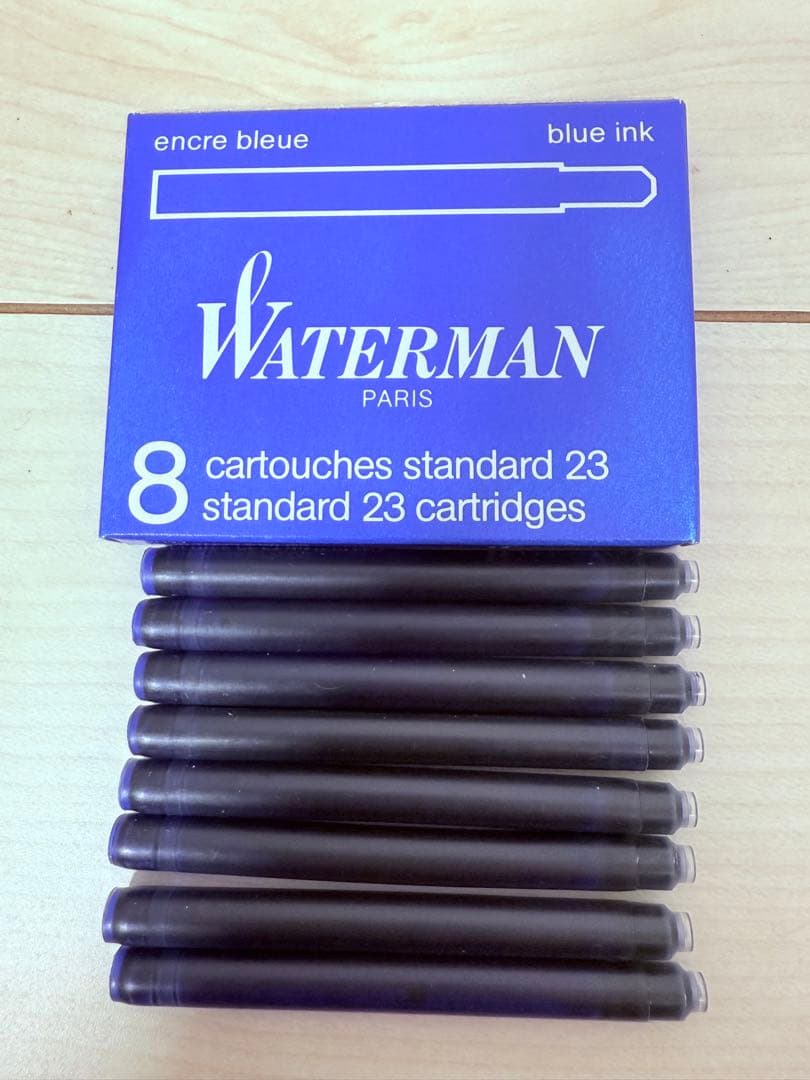 encre bleue blue ink
WATERMAN
PARIS
8 cartouches standard 23
standard 23 cartridges